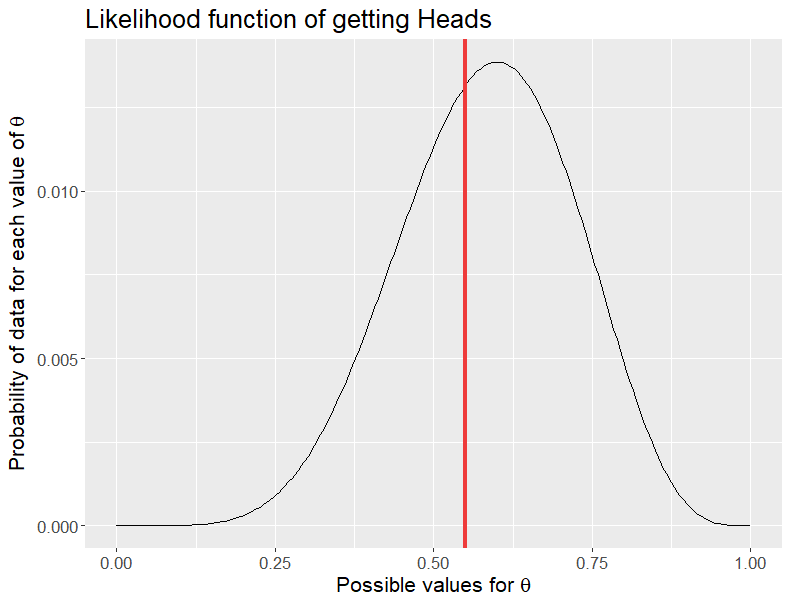 Likelihood function of getting Heads
Probability of data for each value of θ
0.010
0.005
0.000
0.00 0.25 0.50 0.75 1.00
Possible values for θ